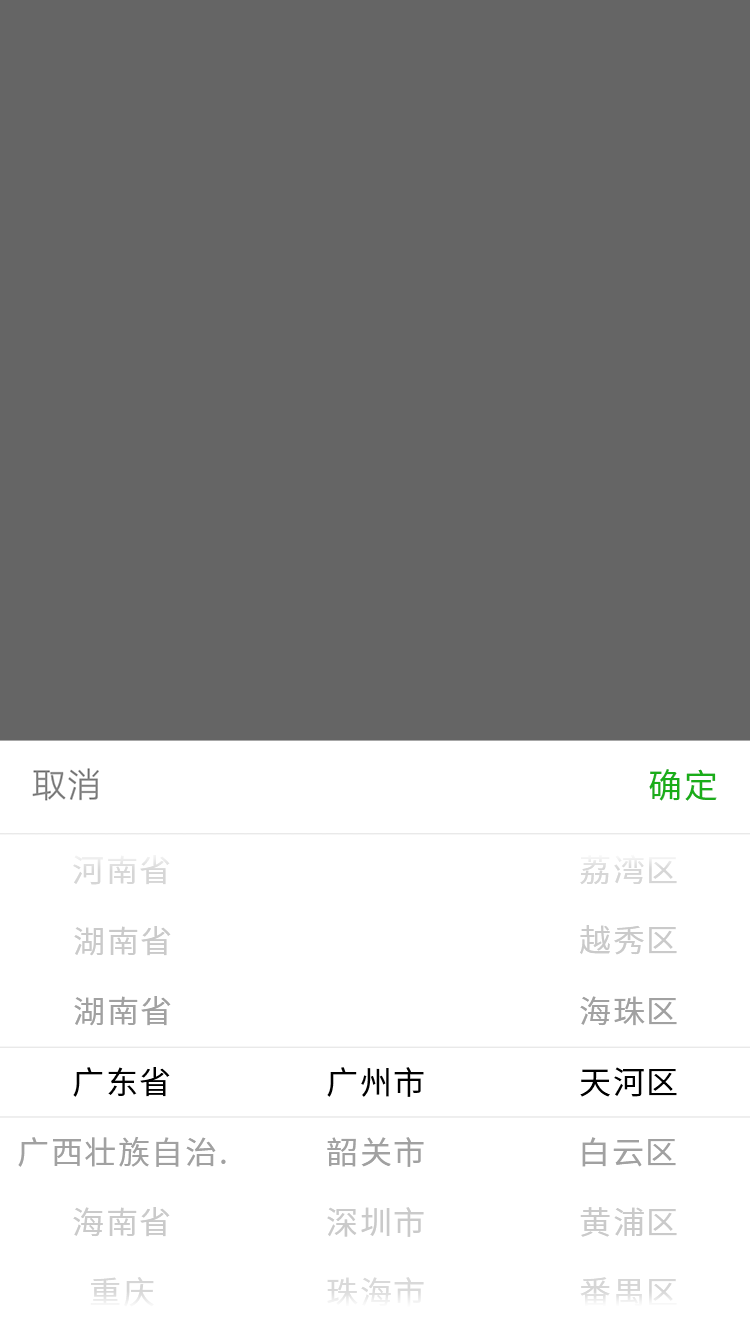 取消 确定
河南省 荔湾区
湖南省 越秀区
湖南省 海珠区
广东省 广州市 天河区
广西壮族自治. 韶关市 白云区
海南省 深圳市 黄浦区
重庆 珠海市 番禺区